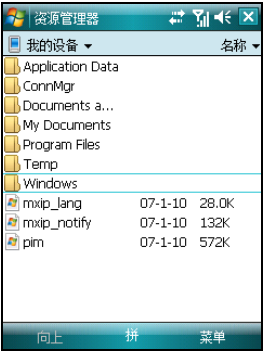 资源管理器
我的设备 名称
Application Data
ConnMgr
Documents a...
My Documents
Program Files
Temp
Windows
mxip_lang 07-1-10 28.0K
mxip_notify 07-1-10 132K
pim 07-1-10 572K
向上 拼 菜单